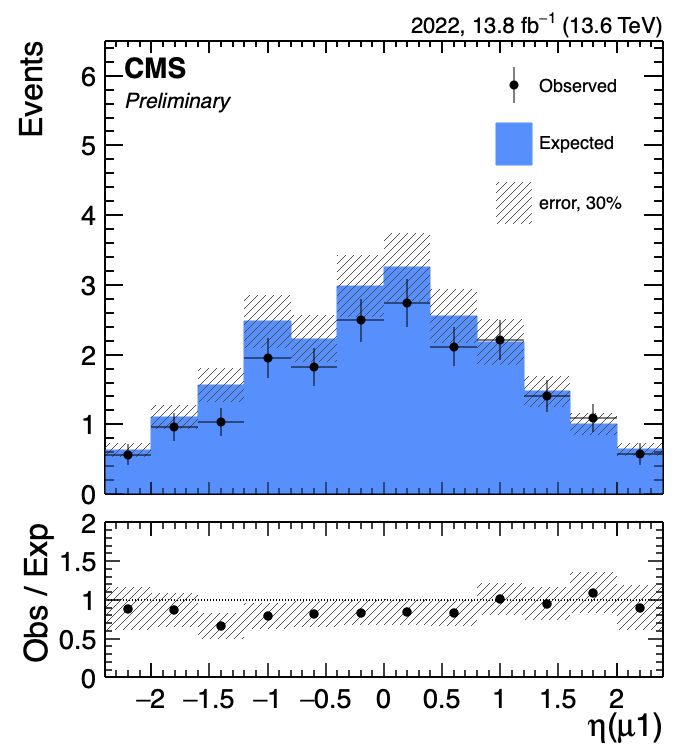 2022, 13.8 fb⁻¹ (13.6 TeV)
CMS
Preliminary
Observed
Expected
error, 30%
Events
6
5
4
3
2
1
0
Obs / Exp
2
1.5
1
0.5
0
−2 −1.5 −1 −0.5 0 0.5 1 1.5 2
η(μ1)